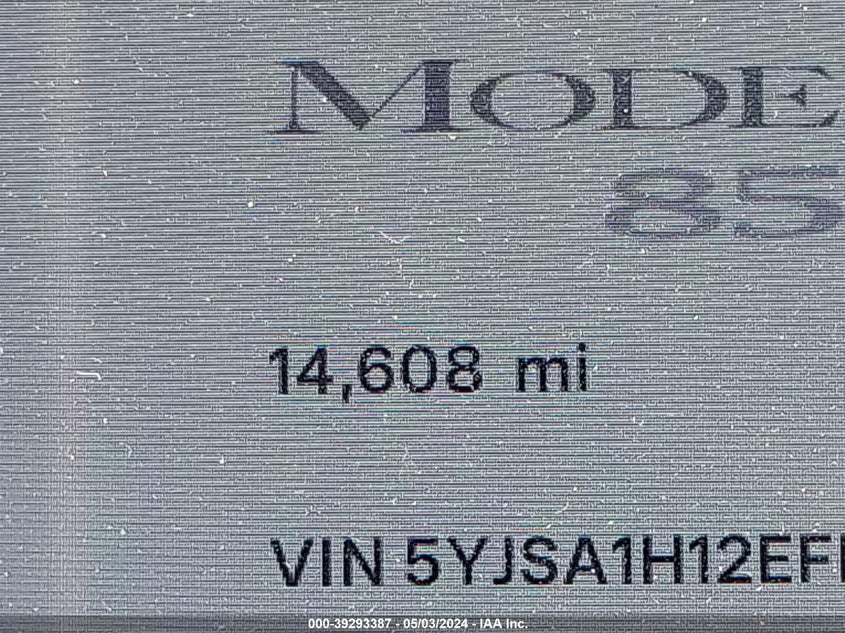 MODE
85
14,608 mi
VIN 5YJSA1H12EF
000-39293387 - 05/03/2024 - IAA Inc.